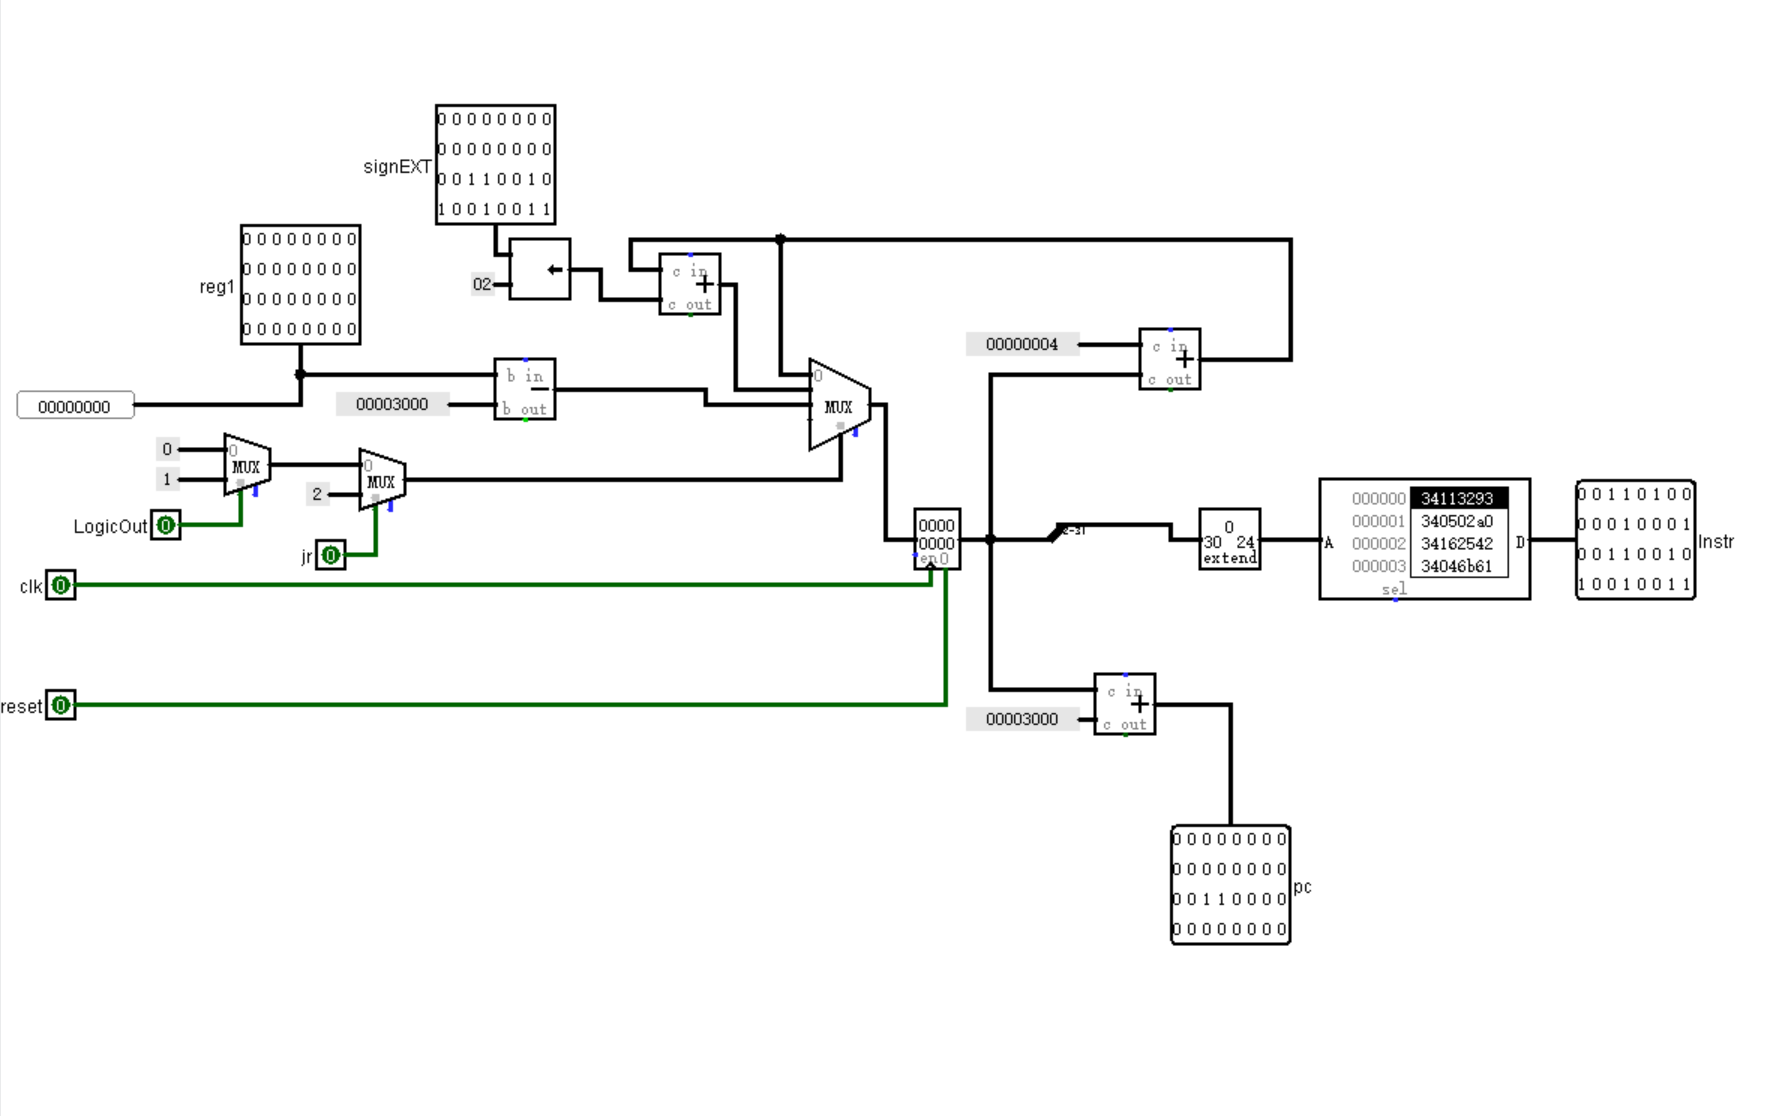 0 0 0 0 0 0 0 0
0 0 0 0 0 0 0 0
signEXT
0 0 1 1 0 0 1 0
1 0 0 1 0 0 1 1
0 0 0 0 0 0 0 0
0 0 0 0 0 0 0 0
reg1
0 0 0 0 0 0 0 0
0 0 0 0 0 0 0 0
02
c in
+
c out
00000004
c in
+
c out
b in
b out
00003000
00000000
0
MUX
0
1
0
MUX
LogicOut 0
2
0
MUX
jr 0
clk 0
reset 0
0000
0000
en 0
2-31
0
30 24
extend
A
000000 34113293
000001 340502a0
000002 34162542
000003 34046b61
sel
D
0 0 1 1 0 1 0 0
0 0 0 1 0 0 0 1
Instr
0 0 1 1 0 0 1 0
1 0 0 1 0 0 1 1
c in
+
c out
00003000
0 0 0 0 0 0 0 0
0 0 0 0 0 0 0 0
pc
0 0 1 1 0 0 0 0
0 0 0 0 0 0 0 0